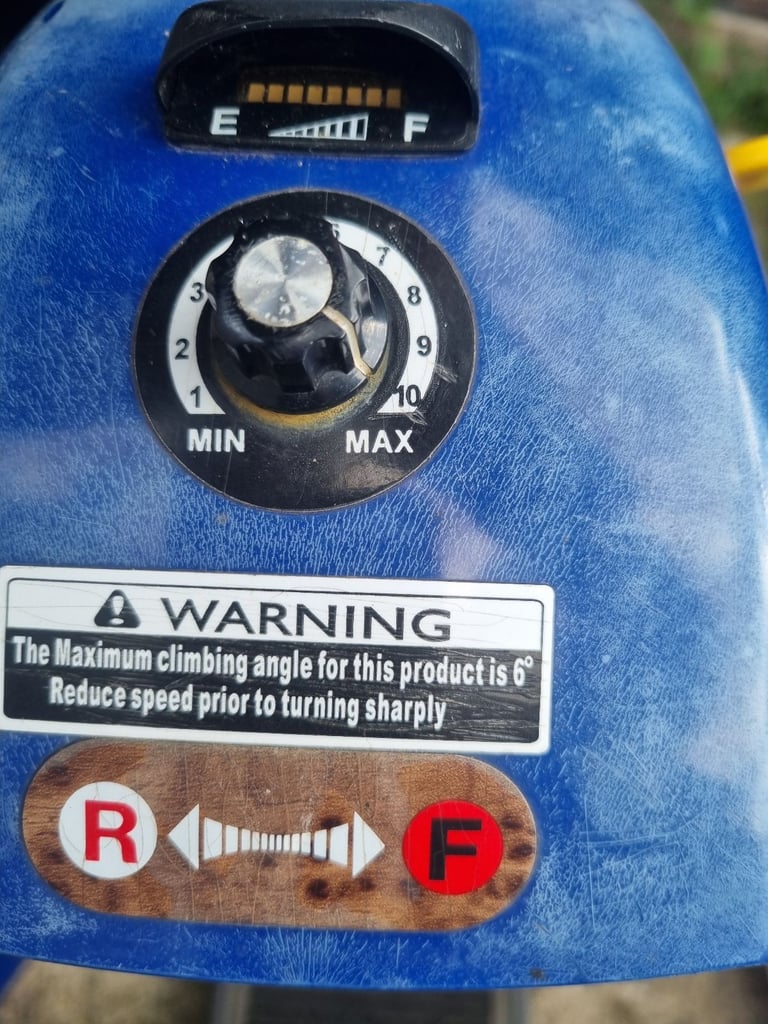 E F
6
7
3
8
2
9
1
10
MIN MAX
WARNING
The Maximum climbing angle for this product is 6°
Reduce speed prior to turning sharply
R F